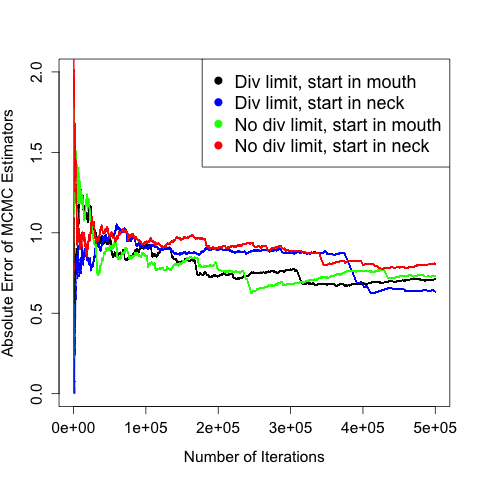 Absolute Error of MCMC Estimators
2.0
1.5
1.0
0.5
0.0
Div limit, start in mouth
Div limit, start in neck
No div limit, start in mouth
No div limit, start in neck
0e+00 1e+05 2e+05 3e+05 4e+05 5e+05
Number of Iterations